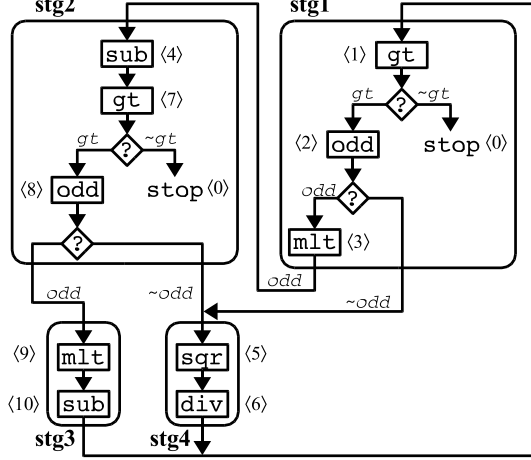 stg2
stg1
sub ⟨4⟩
⟨1⟩ gt
gt ⟨7⟩
gt ~gt
gt ~gt
⟨2⟩ odd stop⟨0⟩
⟨8⟩ odd stop⟨0⟩
?
?
?
?
odd
mlt ⟨3⟩
odd
odd ~odd
~odd
⟨9⟩ mlt
sqr ⟨5⟩
⟨10⟩ sub
div ⟨6⟩
stg3 stg4